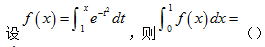 设 f(x)=∫₁ˣ e^{-t²}dt，则∫₀¹ f(x)dx= （）